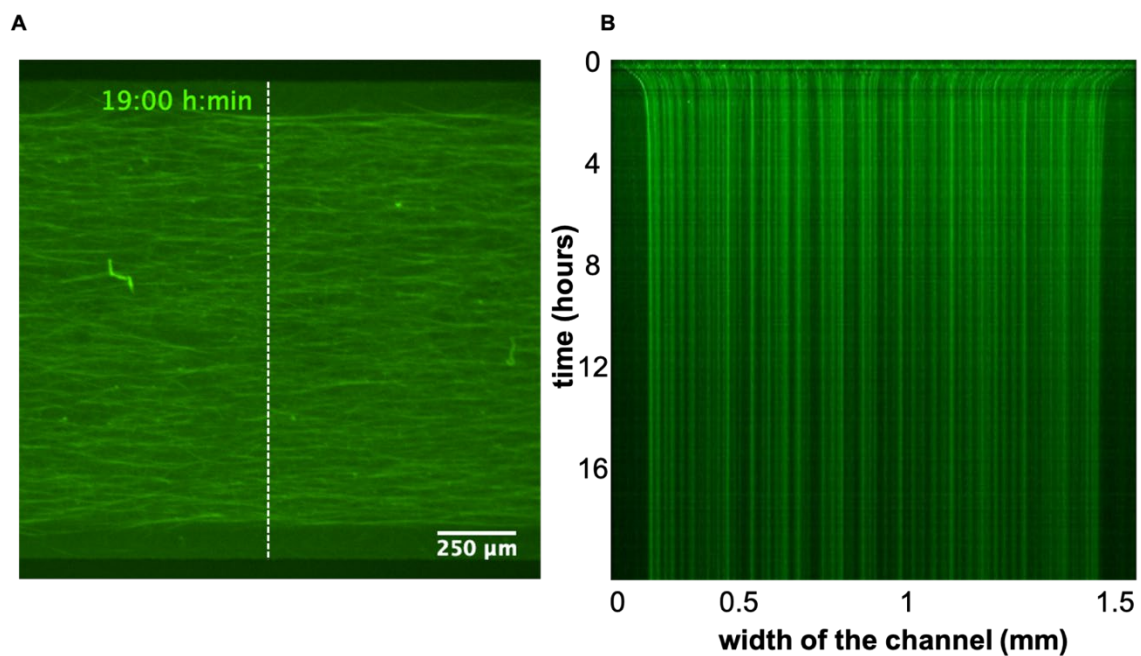 A
B
19:00 h:min
250 μm
0
4
8
12
16
time (hours)
0 0.5 1 1.5
width of the channel (mm)